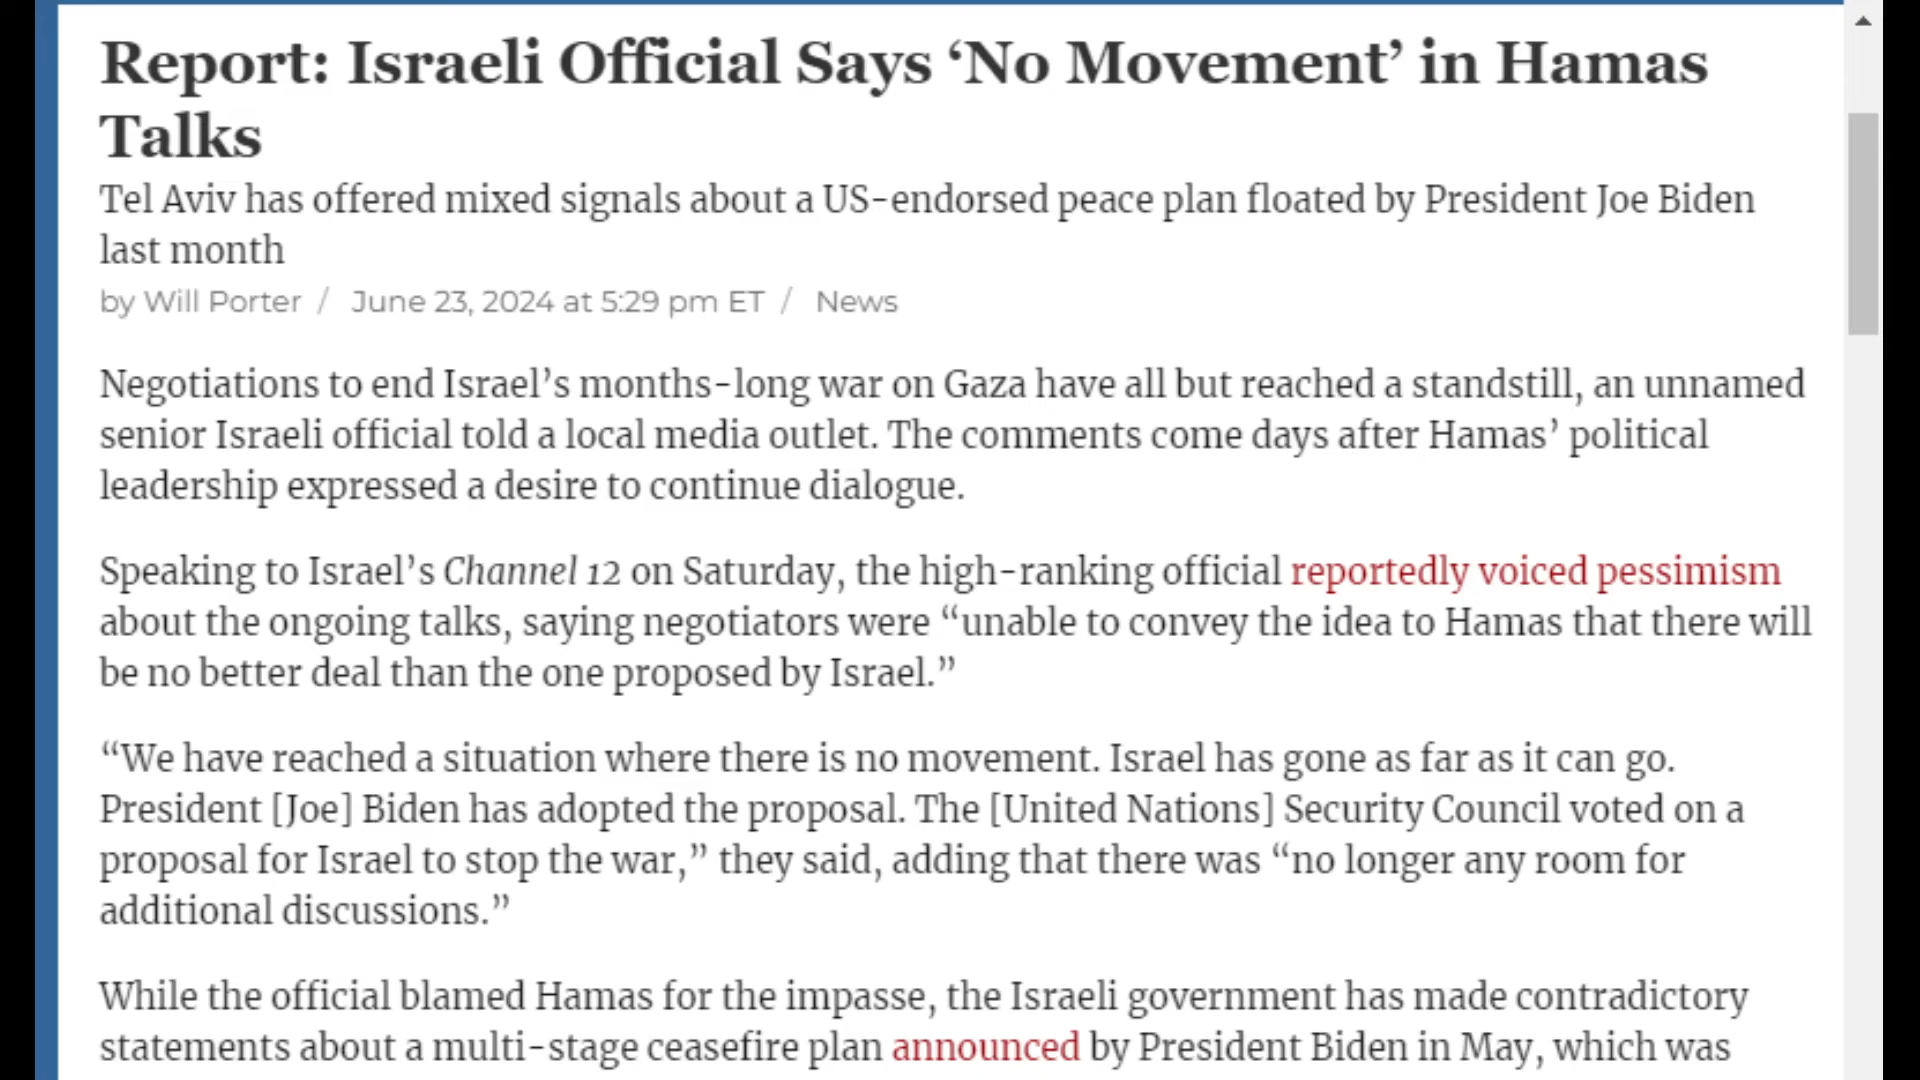 Report: Israeli Official Says ‘No Movement’ in Hamas
Talks
Tel Aviv has offered mixed signals about a US-endorsed peace plan floated by President Joe Biden
last month
by Will Porter / June 23, 2024 at 5:29 pm ET / News
Negotiations to end Israel’s months-long war on Gaza have all but reached a standstill, an unnamed
senior Israeli official told a local media outlet. The comments come days after Hamas’ political
leadership expressed a desire to continue dialogue.
Speaking to Israel’s Channel 12 on Saturday, the high-ranking official reportedly voiced pessimism
about the ongoing talks, saying negotiators were “unable to convey the idea to Hamas that there will
be no better deal than the one proposed by Israel.”
“We have reached a situation where there is no movement. Israel has gone as far as it can go.
President [Joe] Biden has adopted the proposal. The [United Nations] Security Council voted on a
proposal for Israel to stop the war,” they said, adding that there was “no longer any room for
additional discussions.”
While the official blamed Hamas for the impasse, the Israeli government has made contradictory
statements about a multi-stage ceasefire plan announced by President Biden in May, which was